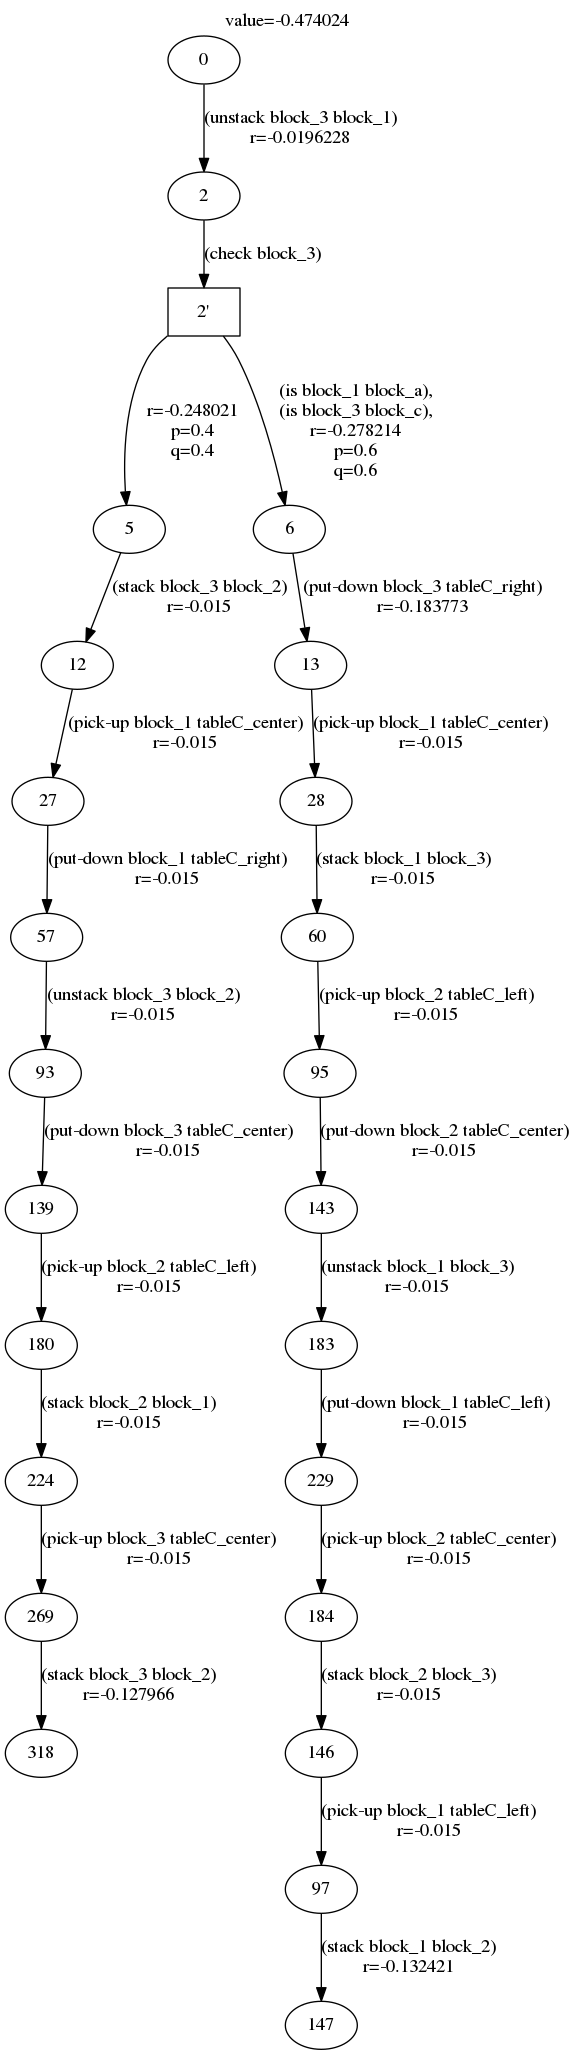 value=-0.474024
0
(unstack block_3 block_1)
r=-0.0196228
2
(check block_3)
2'
r=-0.248021
p=0.4
q=0.4
(is block_1 block_a),
(is block_3 block_c),
r=-0.278214
p=0.6
q=0.6
5
6
(stack block_3 block_2)
r=-0.015
(put-down block_3 tableC_right)
r=-0.183773
12
13
(pick-up block_1 tableC_center)
r=-0.015
(pick-up block_1 tableC_center)
r=-0.015
27
28
(put-down block_1 tableC_right)
r=-0.015
(stack block_1 block_3)
r=-0.015
57
60
(unstack block_3 block_2)
r=-0.015
(pick-up block_2 tableC_left)
r=-0.015
93
95
(put-down block_3 tableC_center)
r=-0.015
(put-down block_2 tableC_center)
r=-0.015
139
143
(pick-up block_2 tableC_left)
r=-0.015
(unstack block_1 block_3)
r=-0.015
180
183
(stack block_2 block_1)
r=-0.015
(put-down block_1 tableC_left)
r=-0.015
224
229
(pick-up block_3 tableC_center)
r=-0.015
(pick-up block_2 tableC_center)
r=-0.015
269
184
(stack block_3 block_2)
r=-0.127966
(stack block_2 block_3)
r=-0.015
318
146
(pick-up block_1 tableC_left)
r=-0.015
97
(stack block_1 block_2)
r=-0.132421
147